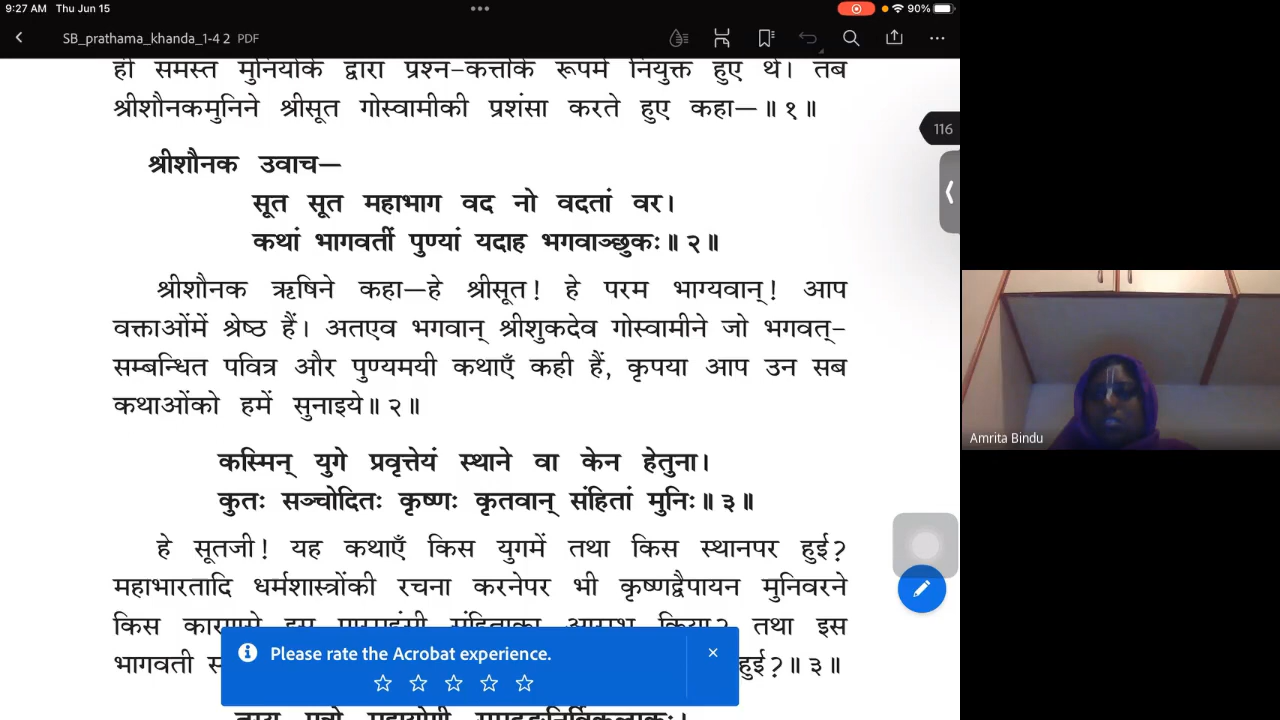 9:27 AM Thu Jun 15
90%
SB_prathama_khanda_1-4 2 PDF
ही समस्त मुनियोंके द्वारा प्रश्न-कर्त्ताके रूपमें नियुक्त हुए थे। तब
श्रीशौनकमुनिने श्रीसूत गोस्वामीकी प्रशंसा करते हुए कहा—॥१॥
116
श्रीशौनक उवाच—
सूत सूत महाभाग वद नो वदतां वर।
कथां भागवतीं पुण्यां यदाह भगवाञ्छुकः॥२॥
श्रीशौनक ऋषिने कहा—हे श्रीसूत! हे परम भाग्यवान्! आप
वक्ताओंमें श्रेष्ठ हैं। अतएव भगवान् श्रीशुकदेव गोस्वामीने जो भगवत्-
सम्बन्धित पवित्र और पुण्यमयी कथाएँ कही हैं, कृपया आप उन सब
कथाओंको हमें सुनाइये॥२॥
कस्मिन् युगे प्रवृत्तेयं स्थाने वा केन हेतुना।
कुतः सञ्चोदितः कृष्णः कृतवान् संहितां मुनिः॥३॥
हे सूतजी! यह कथाएँ किस युगमें तथा किस स्थानपर हुई?
महाभारतादि धर्मशास्त्रोंकी रचना करनेपर भी कृष्णद्वैपायन मुनिवरने
किस कारणसे इस पारमहंसी संहिताका आरम्भ किया? तथा इस
भागवती हुई?॥३॥
Please rate the Acrobat experience.
Amrita Bindu